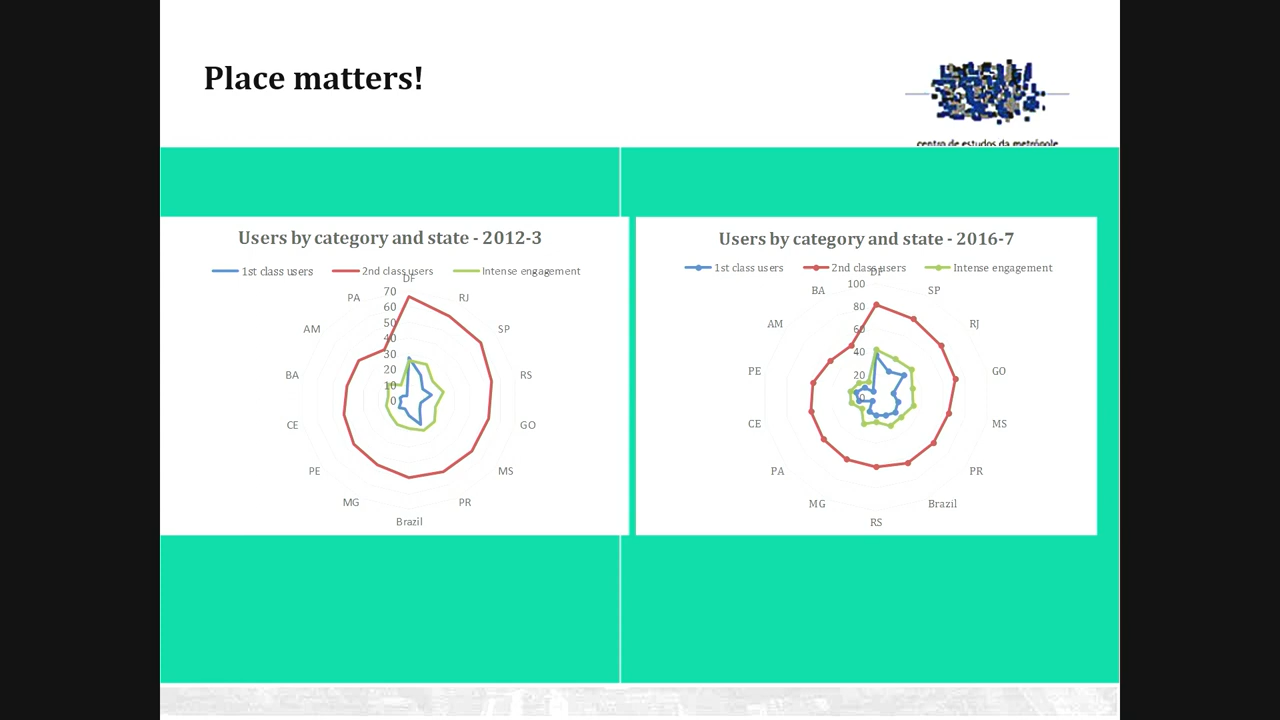 Place matters!
centro de estudos da metrópole
Users by category and state - 2012-3
1st class users 2nd class users Intense engagement
DF
RJ
SP
RS
GO
MS
PR
Brazil
MG
PE
CE
BA
AM
PA
70
60
50
40
30
20
10
0
Users by category and state - 2016-7
1st class users 2nd class users Intense engagement
DF
SP
RJ
GO
MS
PR
Brazil
RS
MG
PA
CE
PE
AM
BA
100
80
60
40
20
0